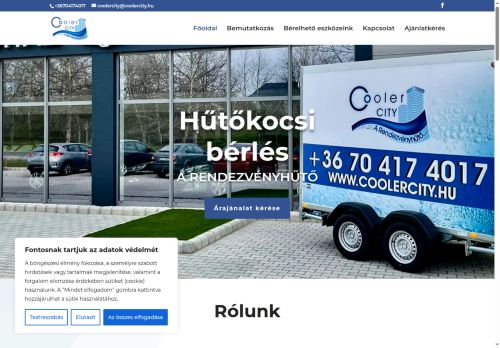 +36704174017 coolercity@coolercity.hu
Cooler CITY
Főoldal Bemutatkozás Bérelhető eszközeink Kapcsolat Ajánlatkérés
Hűtőkocsi
bérlés
A RENDEZVÉNYHŰTŐ
Árajánlat kérése
Cooler
CITY
A Rendezvényhűtő
+36 70 417 4017
WWW.COOLERCITY.HU
Fontosnak tartjuk az adatok védelmét
A böngészési élmény fokozása, a személyre szabott
hirdetések vagy tartalmak megjelenítése, valamint a
forgalom elemzése érdekében sütiket (cookie)
használunk. A "Mindet elfogadom" gombra kattintva
hozzájárulhat a sütik használatához.
Testreszabás Elutasít Az összes elfogadása
Rólunk